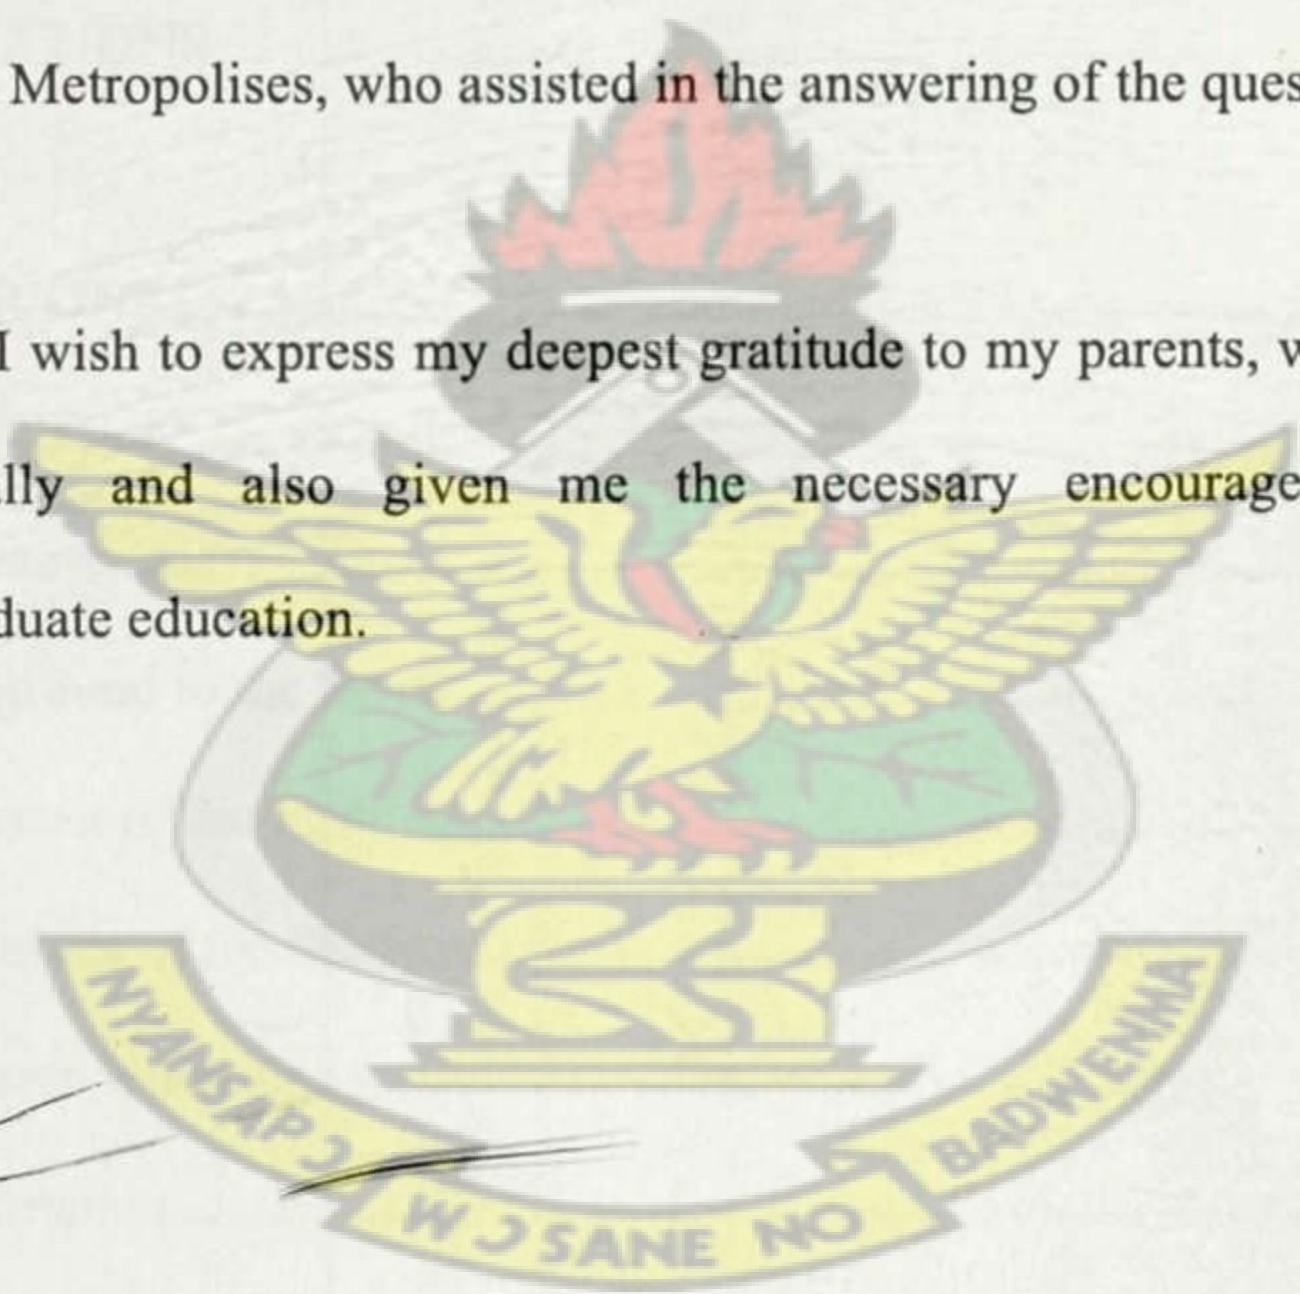 Metropolises, who assisted in the answering of the ques
I wish to express my deepest gratitude to my parents, w
lly and also given me the necessary encourage
duate education.
NYANSAPƆ
WƆSANE NO
BADWENMA